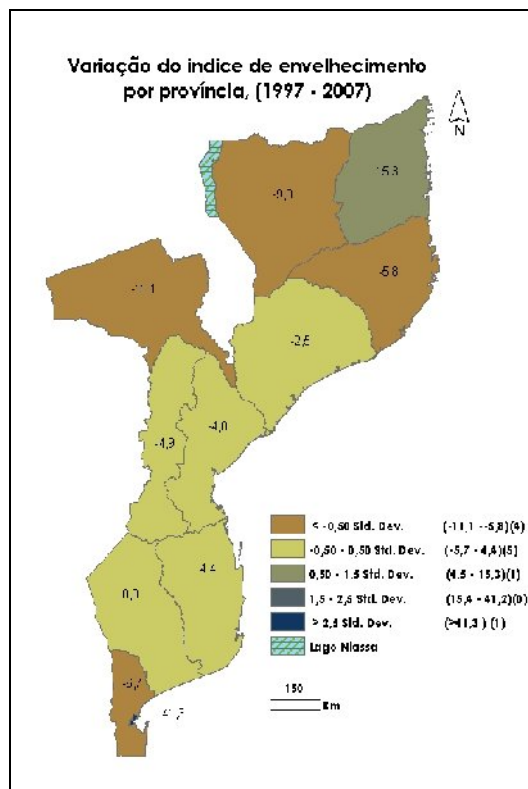 Variação do indice de envelhecimento
por província, (1997 - 2007)
N
15,3
-5,8
-11,1
-2,5
-4,0
-4,9
4,4
< -0,50 Std. Dev. (-11,1 - -5,8)(4)
-0,50 - 0,50 Std. Dev. (-5,7 - 4,4)(5)
0,50 - 1,5 Std. Dev. (4,5 - 15,3)(1)
1,5 - 2,5 Std. Dev. (15,4 - 41,2)(0)
> 2,5 Std. Dev. (>41,3 ) (1)
Lago Niassa
150
Km